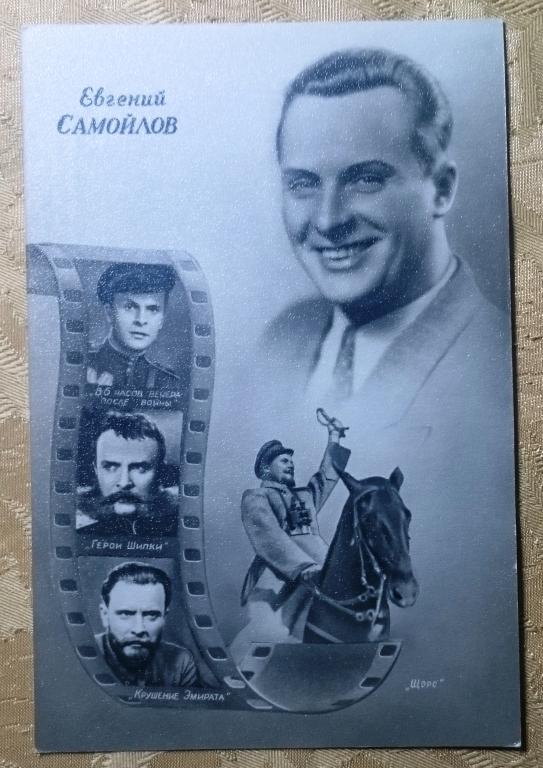 Евгений
САМОЙЛОВ
„В 6 ЧАСОВ ВЕЧЕРА
ПОСЛЕ ВОЙНЫ"
„ГЕРОИ ШИПКИ"
„КРУШЕНИЕ ЭМИРАТА"
„ЩОРС"